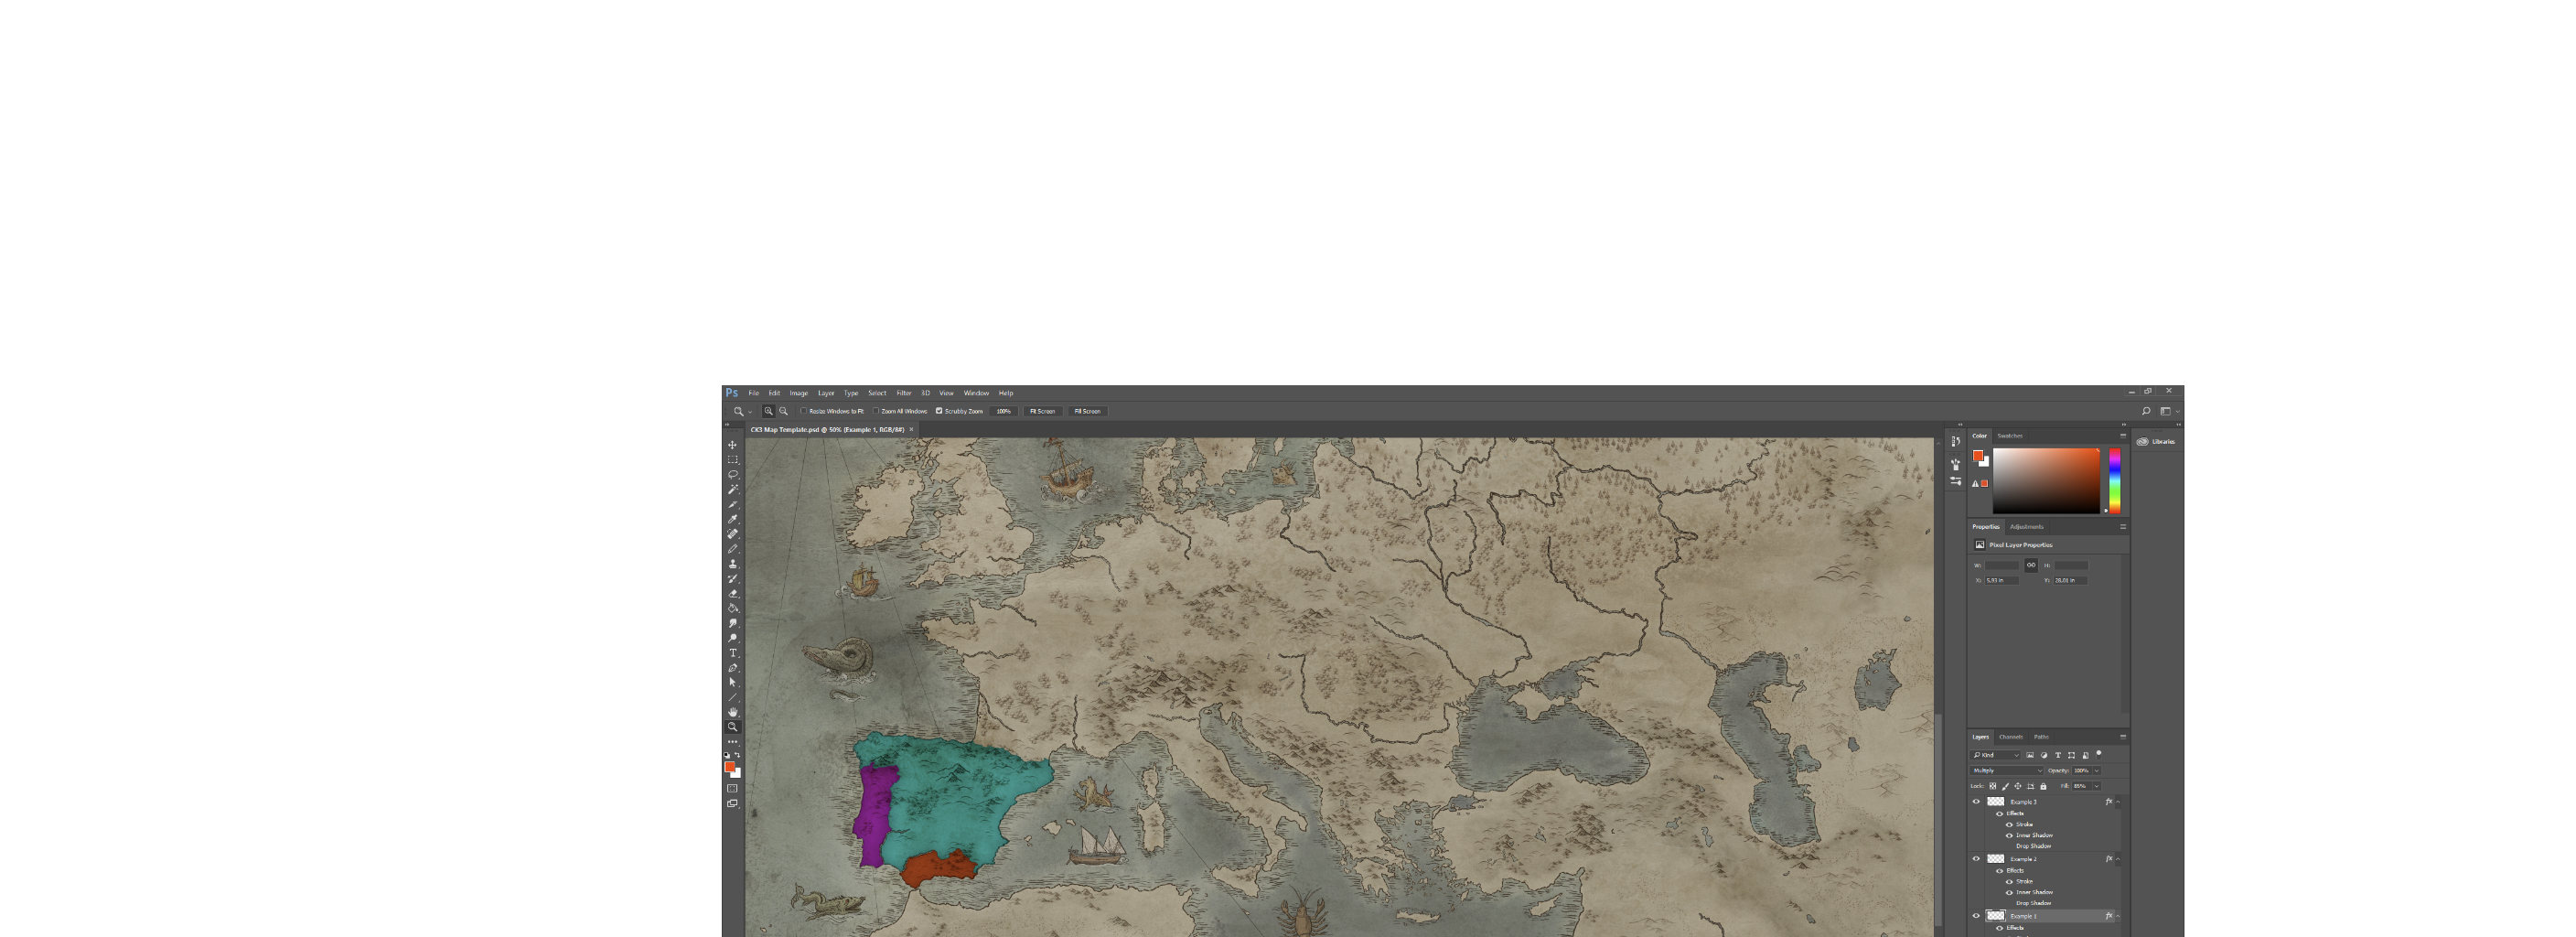 Ps File Edit Image Layer Type Select Filter 3D View Window Help
Resize Windows to Fit Zoom All Windows Scrubby Zoom 100% Fit Screen Fill Screen
CK3 Map Template.psd @ 50% (Example 1, RGB/8#) ×
Color Swatches
Libraries
Properties Adjustments
Pixel Layer Properties
W: H:
X: 5.93 in Y: 28.01 in
Layers Channels Paths
Kind
Multiply Opacity: 100%
Lock: Fill: 85%
Example 3 fx
Effects
Stroke
Inner Shadow
Drop Shadow
Example 2 fx
Effects
Stroke
Inner Shadow
Drop Shadow
Example 1 fx
Effects